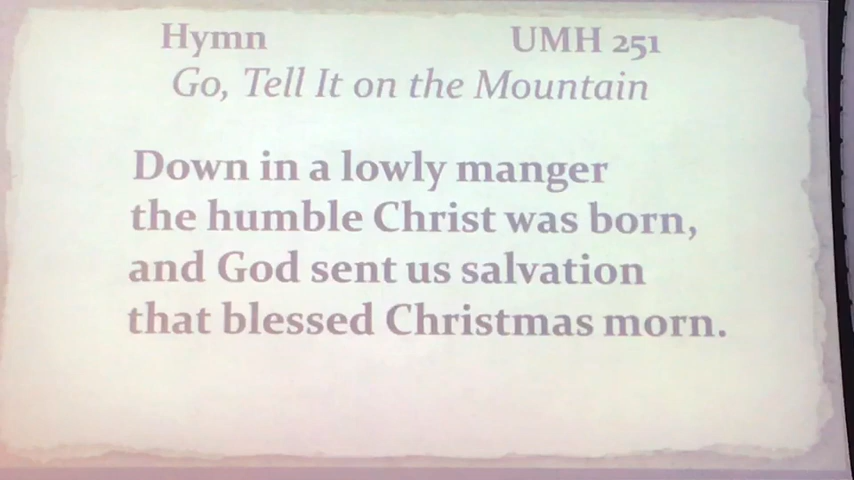 Hymn UMH 251
Go, Tell It on the Mountain
Down in a lowly manger
the humble Christ was born,
and God sent us salvation
that blessed Christmas morn.